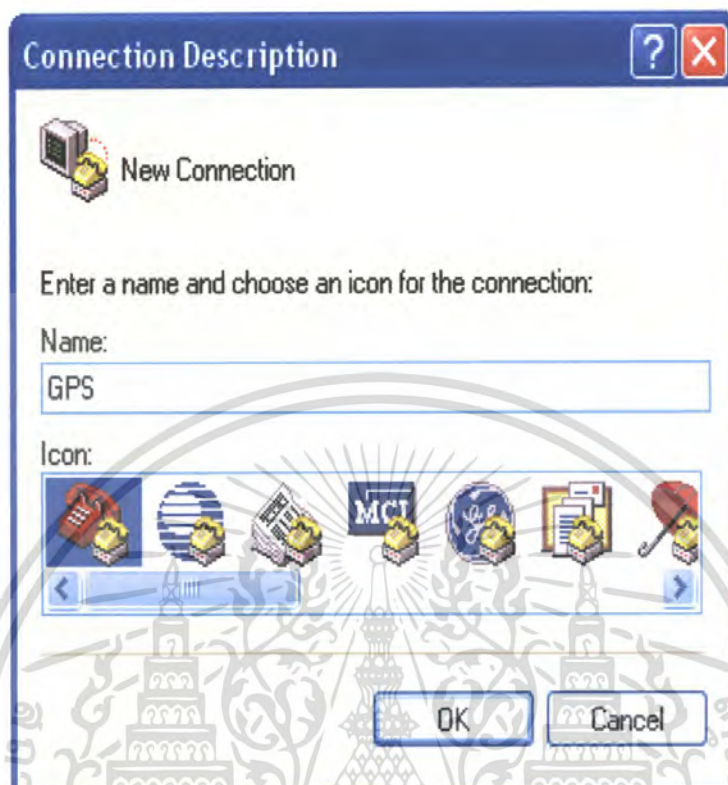 Connection Description
New Connection
Enter a name and choose an icon for the connection:
Name:
GPS
Icon:
MCI
OK
Cancel